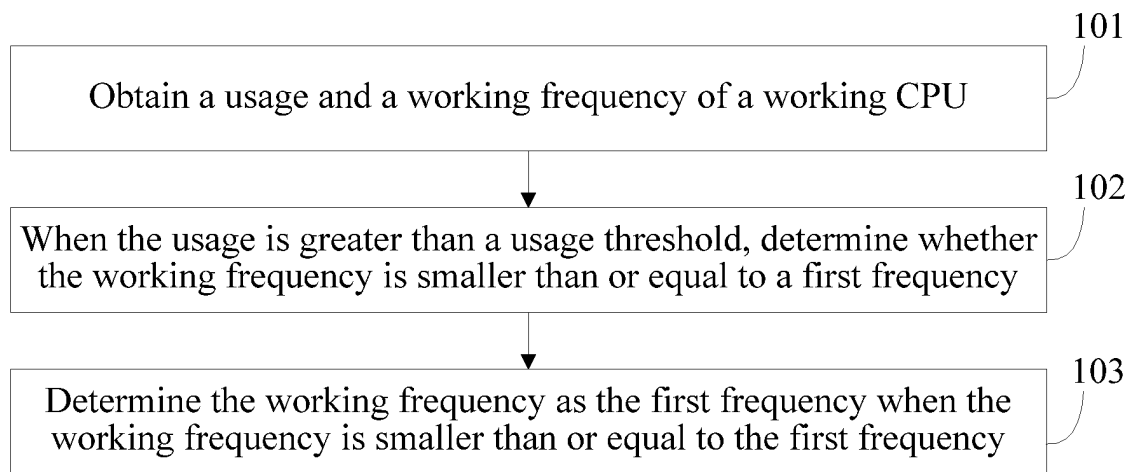 101
Obtain a usage and a working frequency of a working CPU
102
When the usage is greater than a usage threshold, determine whether
the working frequency is smaller than or equal to a first frequency
103
Determine the working frequency as the first frequency when the
working frequency is smaller than or equal to the first frequency